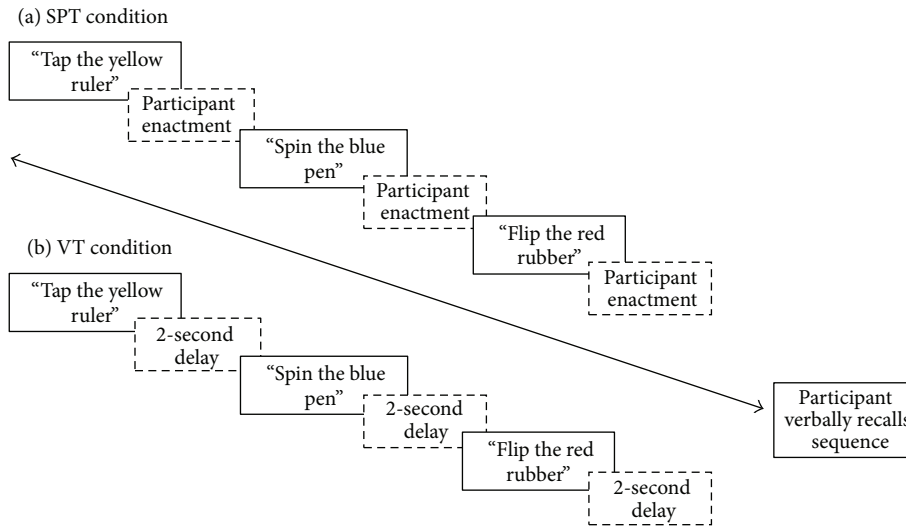 (a) SPT condition
“Tap the yellow
ruler”
Participant
enactment
“Spin the blue
pen”
Participant
enactment
“Flip the red
rubber”
Participant
enactment
(b) VT condition
“Tap the yellow
ruler”
2-second
delay
“Spin the blue
pen”
2-second
delay
“Flip the red
rubber”
2-second
delay
Participant
verbally recalls
sequence